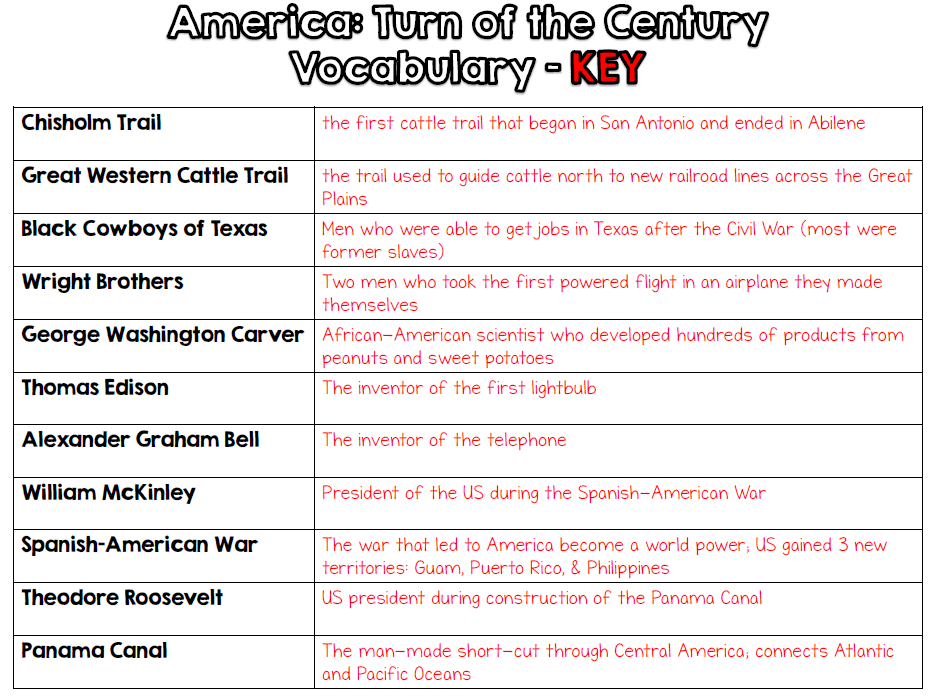 America: Turn of the Century
Vocabulary - KEY
Chisholm Trail
the first cattle trail that began in San Antonio and ended in Abilene
Great Western Cattle Trail
the trail used to guide cattle north to new railroad lines across the Great
Plains
Black Cowboys of Texas
Men who were able to get jobs in Texas after the Civil War (most were
former slaves)
Wright Brothers
Two men who took the first powered flight in an airplane they made
themselves
George Washington Carver
African-American scientist who developed hundreds of products from
peanuts and sweet potatoes
Thomas Edison
The inventor of the first lightbulb
Alexander Graham Bell
The inventor of the telephone
William McKinley
President of the US during the Spanish-American War
Spanish-American War
The war that led to America become a world power; US gained 3 new
territories: Guam, Puerto Rico, & Philippines
Theodore Roosevelt
US president during construction of the Panama Canal
Panama Canal
The man-made short-cut through Central America; connects Atlantic
and Pacific Oceans